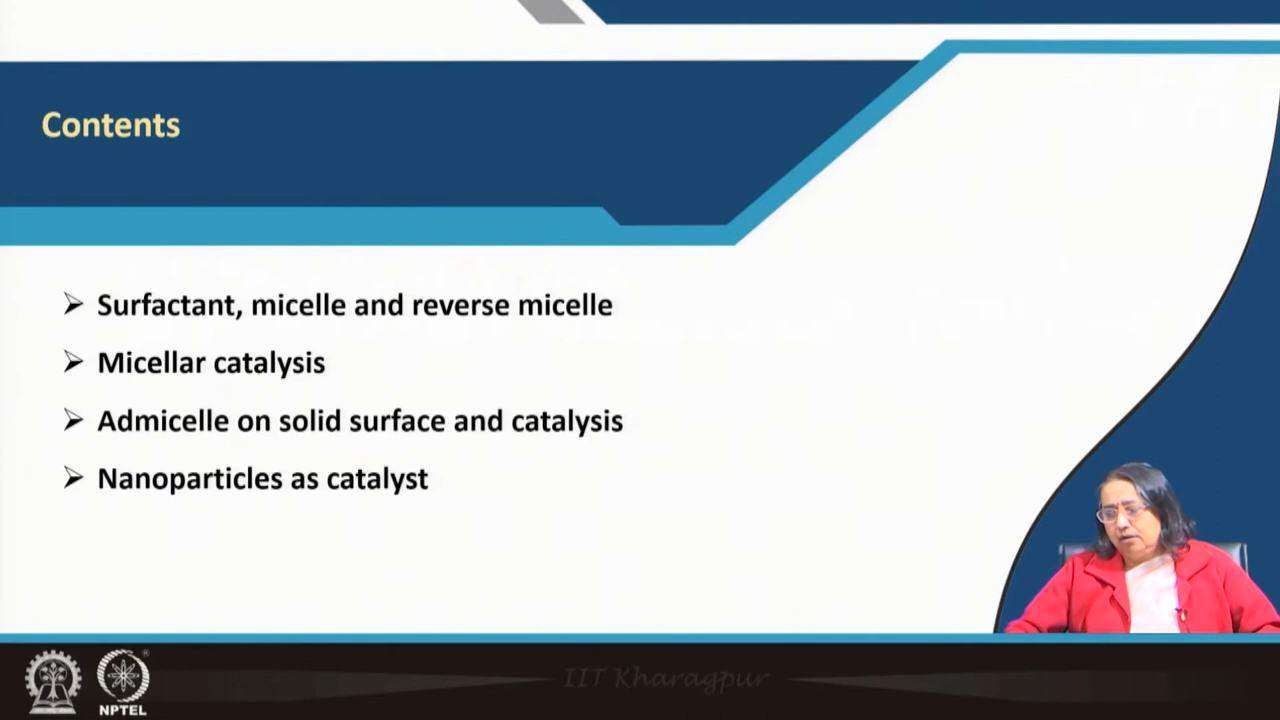 Contents
Surfactant, micelle and reverse micelle
Micellar catalysis
Admicelle on solid surface and catalysis
Nanoparticles as catalyst
IIT Kharagpur
NPTEL